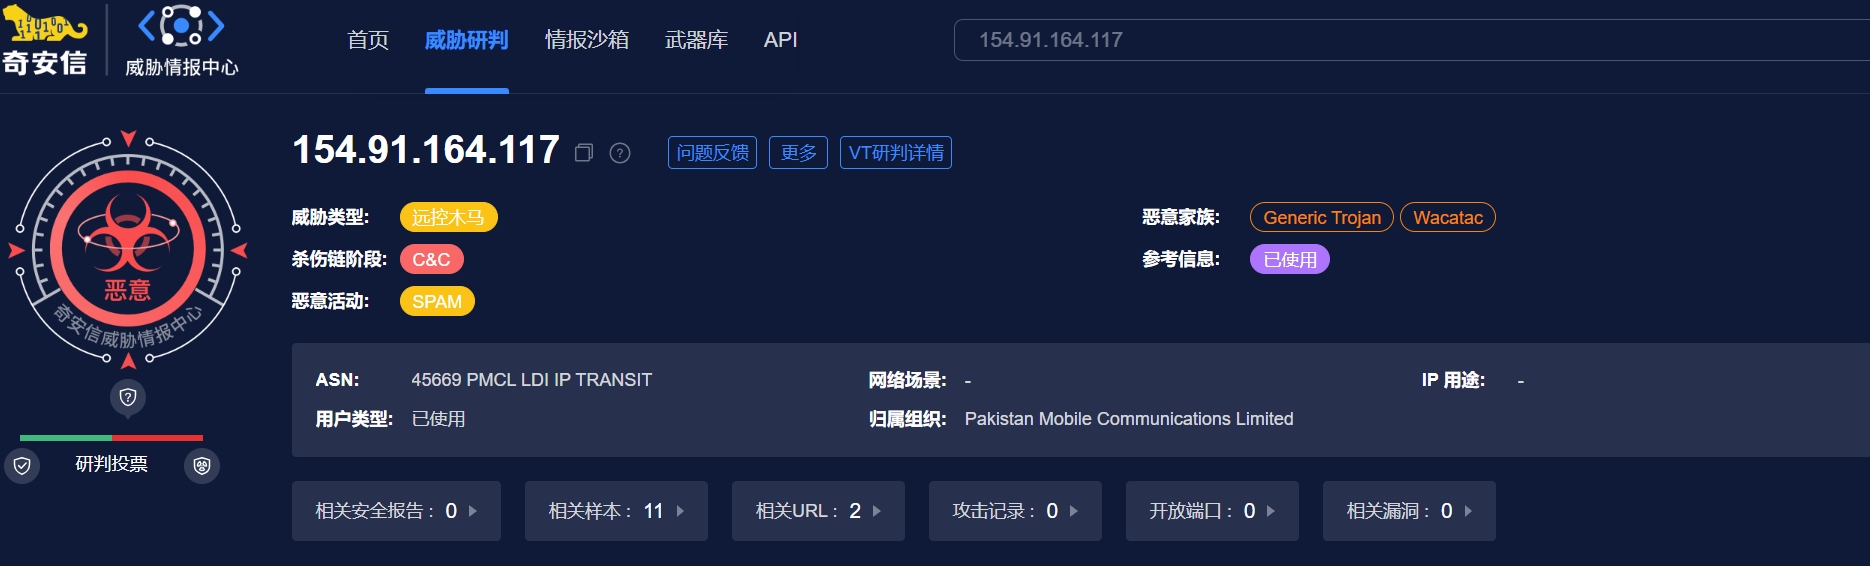 奇安信
威胁情报中心
首页 威胁研判 情报沙箱 武器库 API
154.91.164.117
154.91.164.117 问题反馈 更多 VT研判详情
威胁类型: 远控木马 恶意家族: Generic Trojan Wacatac
杀伤链阶段: C&C 参考信息: 已使用
恶意活动: SPAM
恶意
奇安信威胁情报中心
ASN: 45669 PMCL LDI IP TRANSIT 网络场景: - IP 用途: -
用户类型: 已使用 归属组织: Pakistan Mobile Communications Limited
研判投票
相关安全报告： 0 相关样本： 11 相关URL： 2 攻击记录： 0 开放端口： 0 相关漏洞： 0